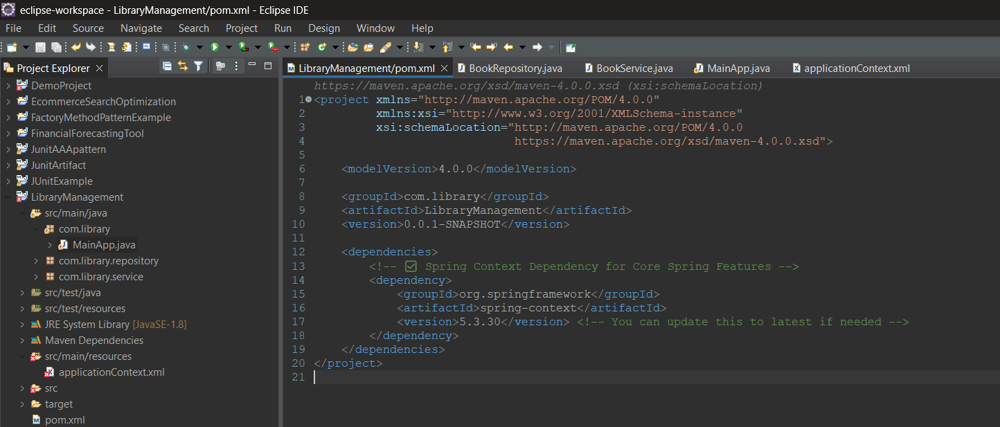 eclipse-workspace - LibraryManagement/pom.xml - Eclipse IDE
File Edit Source Navigate Search Project Run Design Window Help
Project Explorer
DemoProject
EcommerceSearchOptimization
FactoryMethodPatternExample
FinancialForecastingTool
JunitAAApattern
JunitArtifact
JUnitExample
LibraryManagement
src/main/java
com.library
MainApp.java
com.library.repository
com.library.service
src/test/java
src/test/resources
JRE System Library [JavaSE-1.8]
Maven Dependencies
src/main/resources
applicationContext.xml
src
target
pom.xml
LibraryManagement/pom.xml BookRepository.java BookService.java MainApp.java applicationContext.xml
https://maven.apache.org/xsd/maven-4.0.0.xsd (xsi:schemaLocation)
1 <project xmlns="http://maven.apache.org/POM/4.0.0"
2 xmlns:xsi="http://www.w3.org/2001/XMLSchema-instance"
3 xsi:schemaLocation="http://maven.apache.org/POM/4.0.0
4 https://maven.apache.org/xsd/maven-4.0.0.xsd">
5
6 <modelVersion>4.0.0</modelVersion>
7
8 <groupId>com.library</groupId>
9 <artifactId>LibraryManagement</artifactId>
10 <version>0.0.1-SNAPSHOT</version>
11
12 <dependencies>
13 <!-- ✅ Spring Context Dependency for Core Spring Features -->
14 <dependency>
15 <groupId>org.springframework</groupId>
16 <artifactId>spring-context</artifactId>
17 <version>5.3.30</version> <!-- You can update this to latest if needed -->
18 </dependency>
19 </dependencies>
20 </project>
21